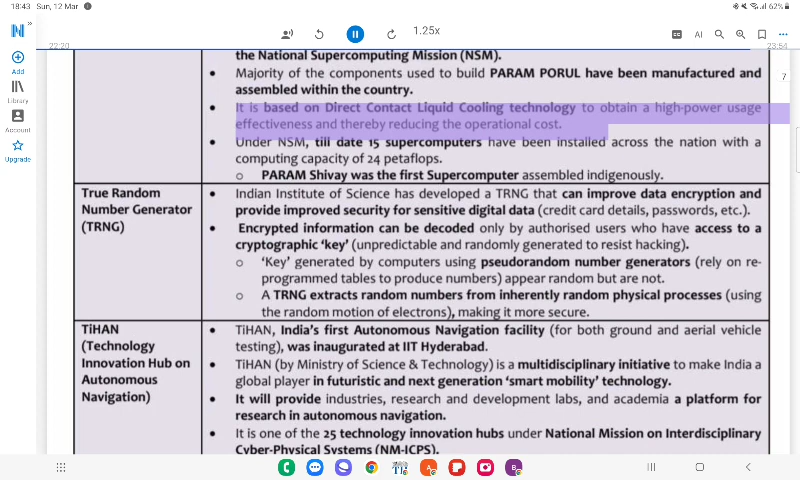 18:43 Sun, 12 Mar
62%
N »
1.25x
AI
22:20
23:54
Add
Library
Account
Upgrade
7
the National Supercomputing Mission (NSM).
• Majority of the components used to build PARAM PORUL have been manufactured and
assembled within the country.
• It is based on Direct Contact Liquid Cooling technology to obtain a high-power usage
effectiveness and thereby reducing the operational cost.
• Under NSM, till date 15 supercomputers have been installed across the nation with a
computing capacity of 24 petaflops.
o PARAM Shivay was the first Supercomputer assembled indigenously.
True Random
Number Generator
(TRNG)
• Indian Institute of Science has developed a TRNG that can improve data encryption and
provide improved security for sensitive digital data (credit card details, passwords, etc.).
• Encrypted information can be decoded only by authorised users who have access to a
cryptographic ‘key’ (unpredictable and randomly generated to resist hacking).
o ‘Key’ generated by computers using pseudorandom number generators (rely on re-
programmed tables to produce numbers) appear random but are not.
o A TRNG extracts random numbers from inherently random physical processes (using
the random motion of electrons), making it more secure.
TiHAN
(Technology
Innovation Hub on
Autonomous
Navigation)
• TiHAN, India’s first Autonomous Navigation facility (for both ground and aerial vehicle
testing), was inaugurated at IIT Hyderabad.
• TiHAN (by Ministry of Science & Technology) is a multidisciplinary initiative to make India a
global player in futuristic and next generation ‘smart mobility’ technology.
• It will provide industries, research and development labs, and academia a platform for
research in autonomous navigation.
• It is one of the 25 technology innovation hubs under National Mission on Interdisciplinary
Cyber-Physical Systems (NM-ICPS).